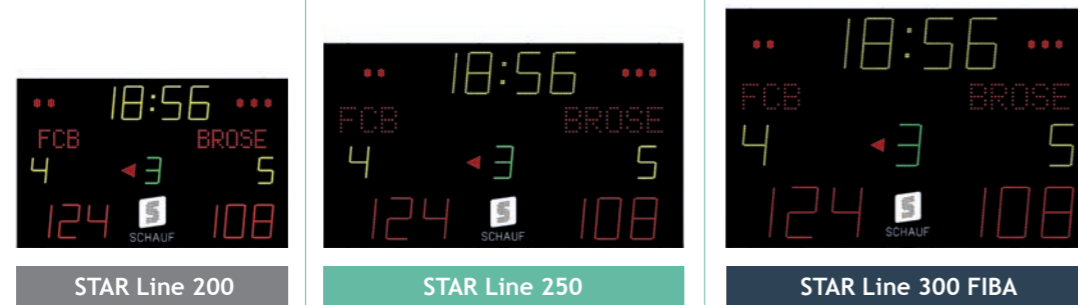 18:56
FCB BROSE
4 3 5
124 S 108
SCHAUF
STAR Line 200
18:56
FCB BROSE
4 3 5
124 S 108
SCHAUF
STAR Line 250
18:56
FCB BROSE
4 3 5
124 S 108
SCHAUF
STAR Line 300 FIBA